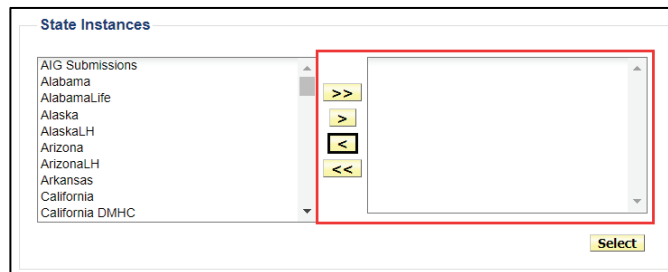 State Instances
AIG Submissions
Alabama
AlabamaLife
Alaska
AlaskaLH
Arizona
ArizonaLH
Arkansas
California
California DMHC
>>
>
<
<<
Select